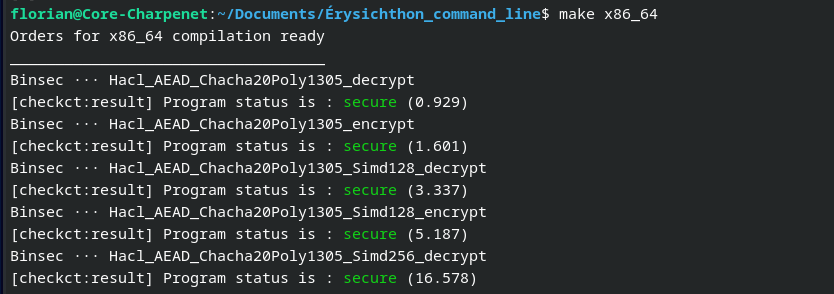 florian@Core-Charpenet:~/Documents/Érysichthon_command_line$ make x86_64
Orders for x86_64 compilation ready
___________________________________
Binsec ··· Hacl_AEAD_Chacha20Poly1305_decrypt
[checkct:result] Program status is : secure (0.929)
Binsec ··· Hacl_AEAD_Chacha20Poly1305_encrypt
[checkct:result] Program status is : secure (1.601)
Binsec ··· Hacl_AEAD_Chacha20Poly1305_Simd128_decrypt
[checkct:result] Program status is : secure (3.337)
Binsec ··· Hacl_AEAD_Chacha20Poly1305_Simd128_encrypt
[checkct:result] Program status is : secure (5.187)
Binsec ··· Hacl_AEAD_Chacha20Poly1305_Simd256_decrypt
[checkct:result] Program status is : secure (16.578)